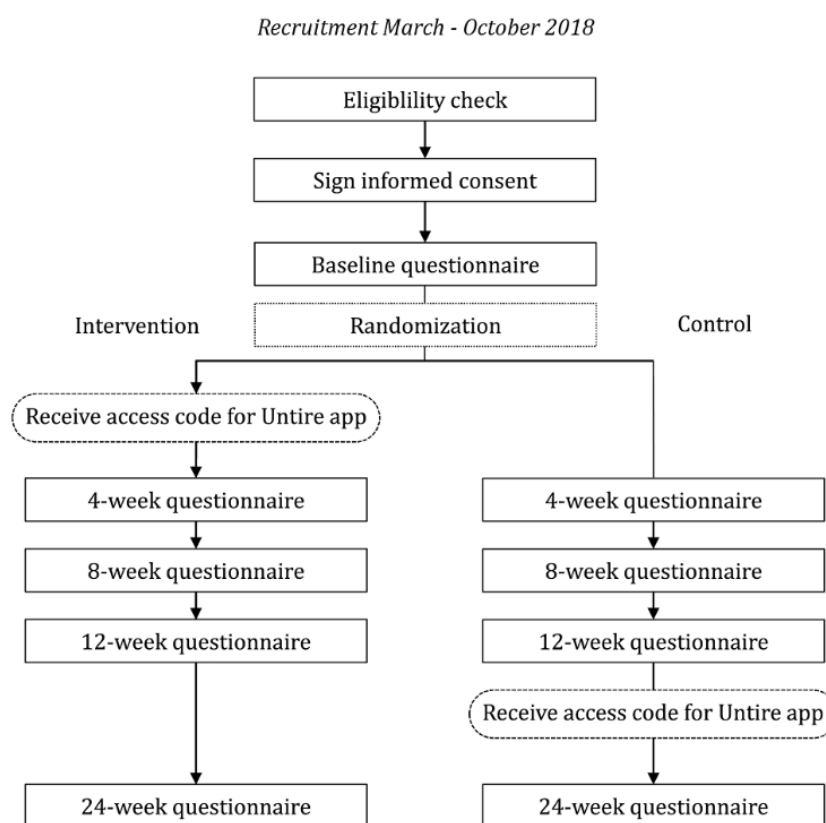 Recruitment March - October 2018
Eligiblility check
Sign informed consent
Baseline questionnaire
Intervention
Randomization
Control
Receive access code for Untire app
4-week questionnaire
4-week questionnaire
8-week questionnaire
8-week questionnaire
12-week questionnaire
12-week questionnaire
Receive access code for Untire app
24-week questionnaire
24-week questionnaire